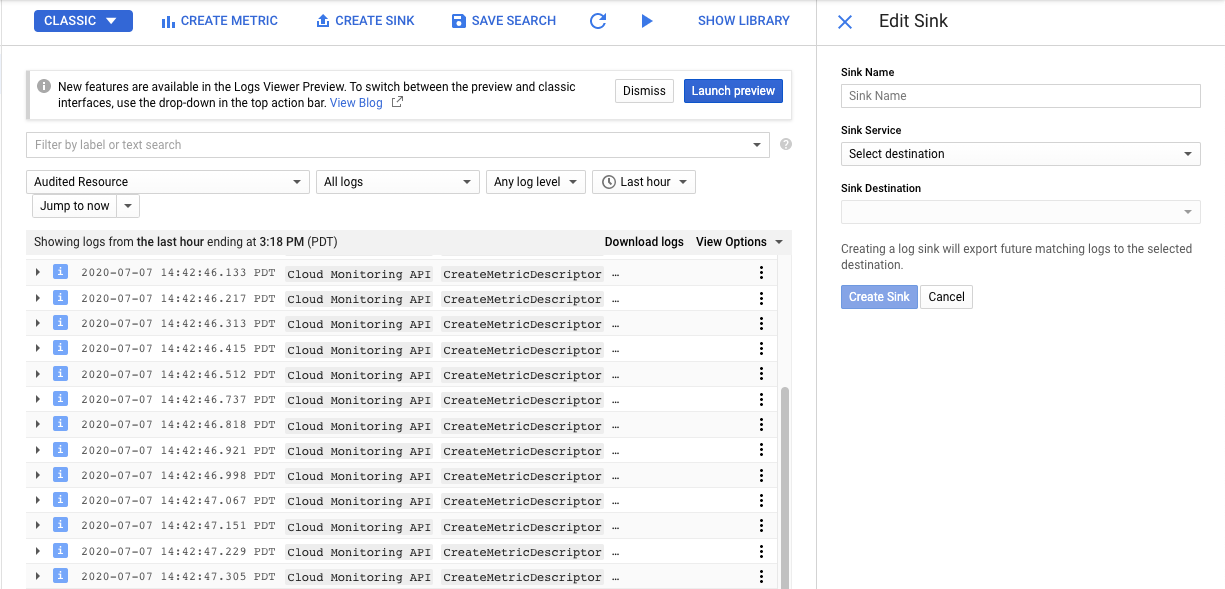 CLASSIC
CREATE METRIC
CREATE SINK
SAVE SEARCH
SHOW LIBRARY
New features are available in the Logs Viewer Preview. To switch between the preview and classic
interfaces, use the drop-down in the top action bar. View Blog
Dismiss
Launch preview
Filter by label or text search
?
Audited Resource
All logs
Any log level
Last hour
Jump to now
Showing logs from the last hour ending at 3:18 PM (PDT)
Download logs
View Options
i 2020-07-07 14:42:46.133 PDT Cloud Monitoring API CreateMetricDescriptor …
i 2020-07-07 14:42:46.217 PDT Cloud Monitoring API CreateMetricDescriptor …
i 2020-07-07 14:42:46.313 PDT Cloud Monitoring API CreateMetricDescriptor …
i 2020-07-07 14:42:46.415 PDT Cloud Monitoring API CreateMetricDescriptor …
i 2020-07-07 14:42:46.512 PDT Cloud Monitoring API CreateMetricDescriptor …
i 2020-07-07 14:42:46.737 PDT Cloud Monitoring API CreateMetricDescriptor …
i 2020-07-07 14:42:46.818 PDT Cloud Monitoring API CreateMetricDescriptor …
i 2020-07-07 14:42:46.921 PDT Cloud Monitoring API CreateMetricDescriptor …
i 2020-07-07 14:42:46.998 PDT Cloud Monitoring API CreateMetricDescriptor …
i 2020-07-07 14:42:47.067 PDT Cloud Monitoring API CreateMetricDescriptor …
i 2020-07-07 14:42:47.151 PDT Cloud Monitoring API CreateMetricDescriptor …
i 2020-07-07 14:42:47.229 PDT Cloud Monitoring API CreateMetricDescriptor …
i 2020-07-07 14:42:47.305 PDT Cloud Monitoring API CreateMetricDescriptor …
Edit Sink
Sink Name
Sink Name
Sink Service
Select destination
Sink Destination
Creating a log sink will export future matching logs to the selected
destination.
Create Sink
Cancel